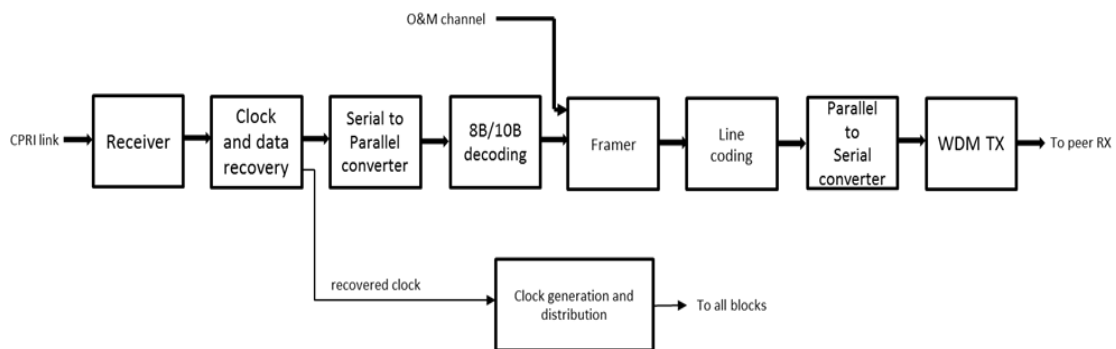 O&M channel
CPRI link
Receiver
Clock
and data
recovery
Serial to
Parallel
converter
8B/10B
decoding
Framer
Line
coding
Parallel
to
Serial
converter
WDM TX
To peer RX
recovered clock
Clock generation and
distribution
To all blocks